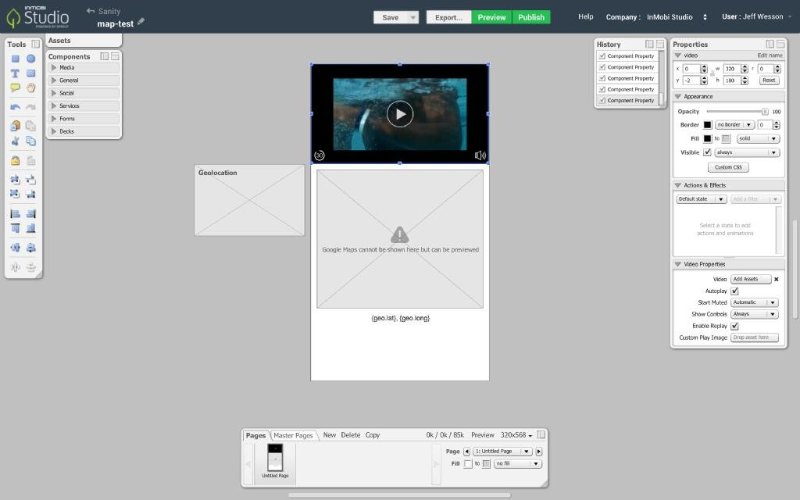 INMOBI
Studio
Sanity
map-test
Save
Export...
Preview
Publish
Help
Company : InMobi Studio
User : Jeff Wesson
Tools
Assets
Components
Media
General
Social
Services
Forms
Decks
Geolocation
Google Maps cannot be shown here but can be previewed
{geo.lat}, {geo.long}
History
Component Property
Component Property
Component Property
Component Property
Component Property
Properties
video Edit name
x 0 w 320 r 0
y -2 h 180 Reset
Appearance
Opacity 100
Border no Border 0
Fill to solid
Visible always
Custom CSS
Actions & Effects
Default state Add a filter
Select a state to edit
actions and animations
Video Properties
Video Add Assets
Autoplay
Start Muted Automatic
Show Controls Always
Enable Replay
Custom Play Image Drop asset here
Pages Master Pages New Delete Copy 0k / 0k / 85k Preview 320x568
Untitled Page
Page 1: Untitled Page
Fill to no fill